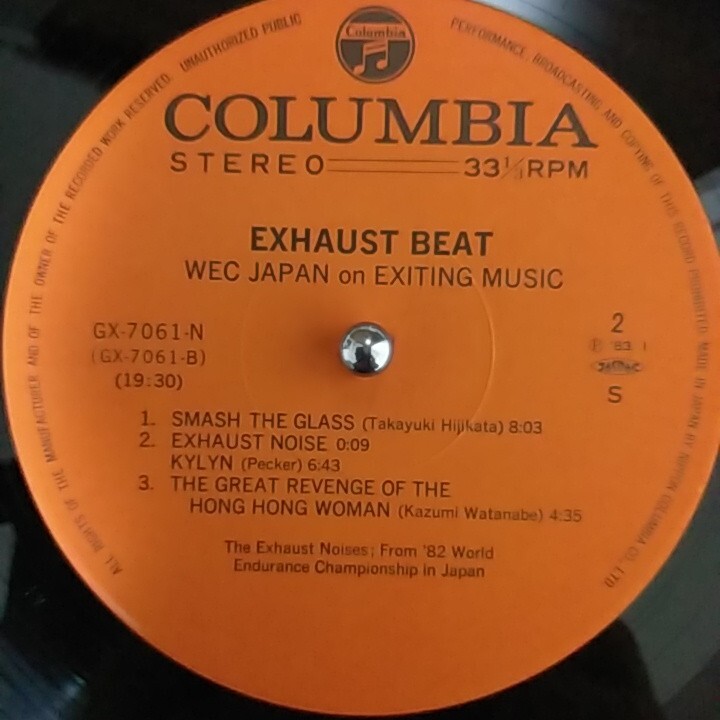 Columbia
COLUMBIA
STEREO 33⅓ RPM
EXHAUST BEAT
WEC JAPAN on EXITING MUSIC
GX-7061-N
(GX-7061-B)
(19:30)
2
Ⓟ '83. 1
JASRAC
S
1. SMASH THE GLASS (Takayuki Hijikata) 8:03
2. EXHAUST NOISE 0:09
KYLYN (Pecker) 6:43
3. THE GREAT REVENGE OF THE
HONG HONG WOMAN (Kazumi Watanabe) 4:35
The Exhaust Noises; From '82 World
Endurance Championship in Japan
ALL RIGHTS OF THE MANUFACTURER AND OF THE OWNER OF THE RECORDED WORK RESERVED. UNAUTHORIZED PUBLIC PERFORMANCE, BROADCASTING AND COPYING OF THIS RECORD PROHIBITED. MADE IN JAPAN BY NIPPON COLUMBIA CO., LTD.